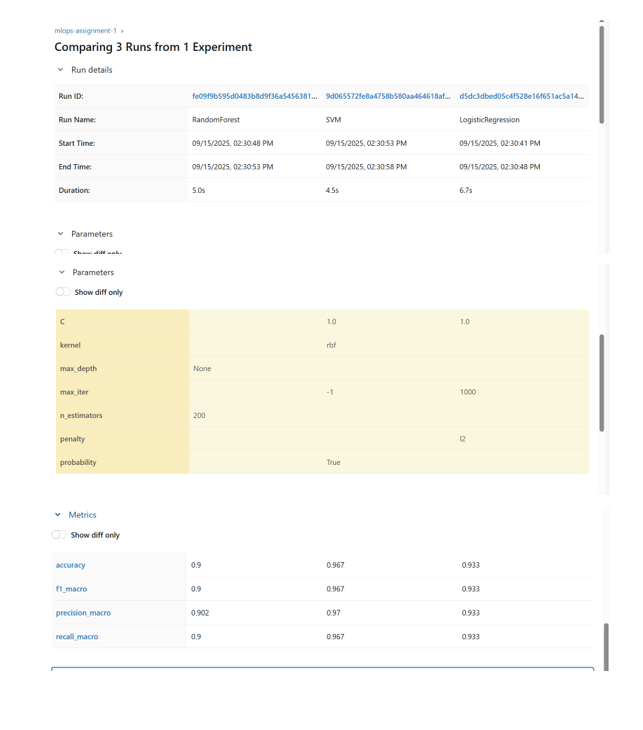 mlops-assignment-1 ›
Comparing 3 Runs from 1 Experiment
Run details
Run ID: fe09f9b595d0483b8d9f36a5456381... 9d065572fe8a4758b580aa464618af... d5dc3dbed05c4f528e16f651ac5a14...
Run Name: RandomForest SVM LogisticRegression
Start Time: 09/15/2025, 02:30:48 PM 09/15/2025, 02:30:53 PM 09/15/2025, 02:30:41 PM
End Time: 09/15/2025, 02:30:53 PM 09/15/2025, 02:30:58 PM 09/15/2025, 02:30:48 PM
Duration: 5.0s 4.5s 6.7s
Parameters
Show diff only
Parameters
Show diff only
C 1.0 1.0
kernel rbf
max_depth None
max_iter -1 1000
n_estimators 200
penalty l2
probability True
Metrics
Show diff only
accuracy 0.9 0.967 0.933
f1_macro 0.9 0.967 0.933
precision_macro 0.902 0.97 0.933
recall_macro 0.9 0.967 0.933